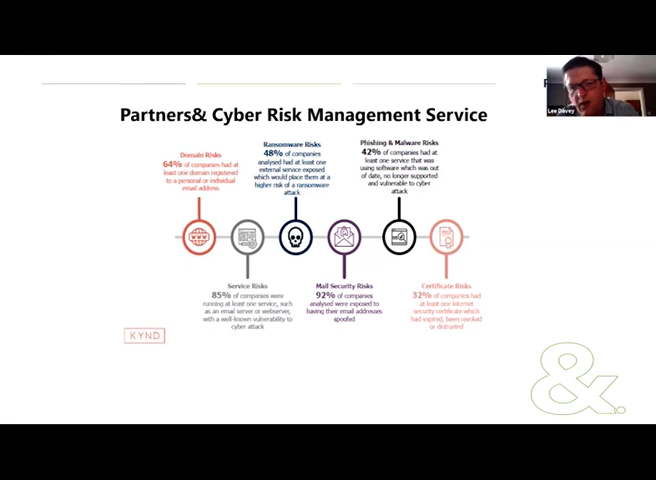 Lee Davey
Partners& Cyber Risk Management Service
Domain Risks
64% of companies had at
least one domain registered
to a personal or individual
email address
Ransomware Risks
48% of companies
analysed had at least one
external service exposed
which would place them at a
higher risk of a ransomware
attack
Phishing & Malware Risks
42% of companies had at
least one service that was
using software which was out
of date, no longer supported
and vulnerable to cyber
attack
Service Risks
85% of companies were
running at least one service, such
as an email server or webserver,
with a well-known vulnerability to
cyber attack
Mail Security Risks
92% of companies
analysed were exposed to
having their email addresses
spoofed
Certificate Risks
32% of companies had
at least one internet
security certificate which
had expired, been revoked
or distrusted
KYND
&.